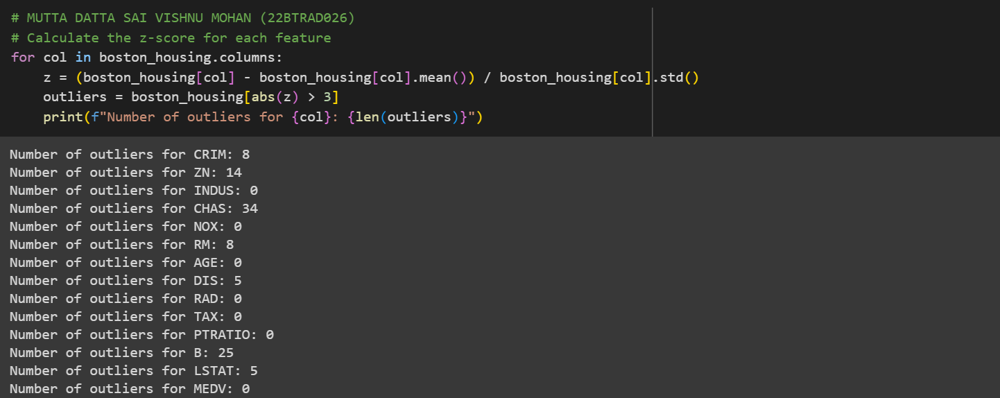 # MUTTA DATTA SAI VISHNU MOHAN (22BTRAD026)
# Calculate the z-score for each feature
for col in boston_housing.columns:
    z = (boston_housing[col] - boston_housing[col].mean()) / boston_housing[col].std()
    outliers = boston_housing[abs(z) > 3]
    print(f"Number of outliers for {col}: {len(outliers)}")
Number of outliers for CRIM: 8
Number of outliers for ZN: 14
Number of outliers for INDUS: 0
Number of outliers for CHAS: 34
Number of outliers for NOX: 0
Number of outliers for RM: 8
Number of outliers for AGE: 0
Number of outliers for DIS: 5
Number of outliers for RAD: 0
Number of outliers for TAX: 0
Number of outliers for PTRATIO: 0
Number of outliers for B: 25
Number of outliers for LSTAT: 5
Number of outliers for MEDV: 0